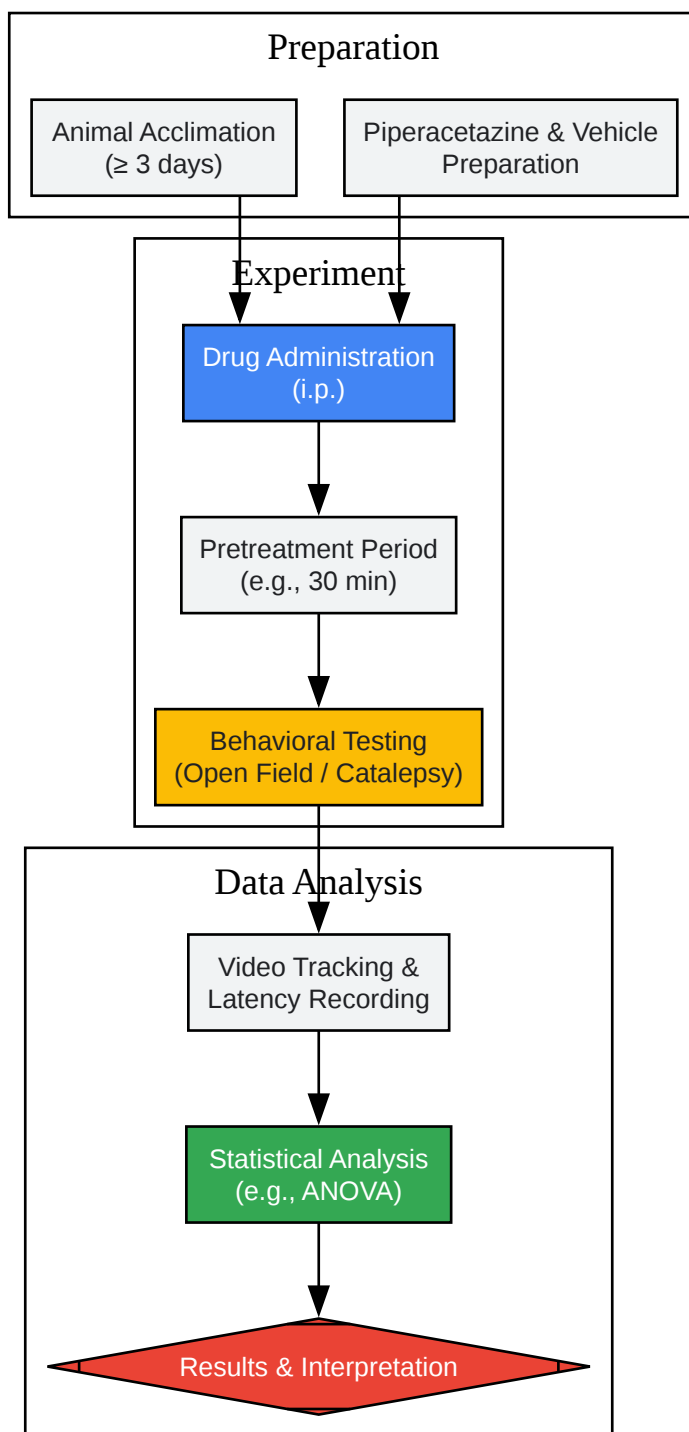 Preparation
Animal Acclimation
(≥ 3 days)
Piperacetazine & Vehicle
Preparation
Experiment
Drug Administration
(i.p.)
Pretreatment Period
(e.g., 30 min)
Behavioral Testing
(Open Field / Catalepsy)
Data Analysis
Video Tracking &
Latency Recording
Statistical Analysis
(e.g., ANOVA)
Results & Interpretation